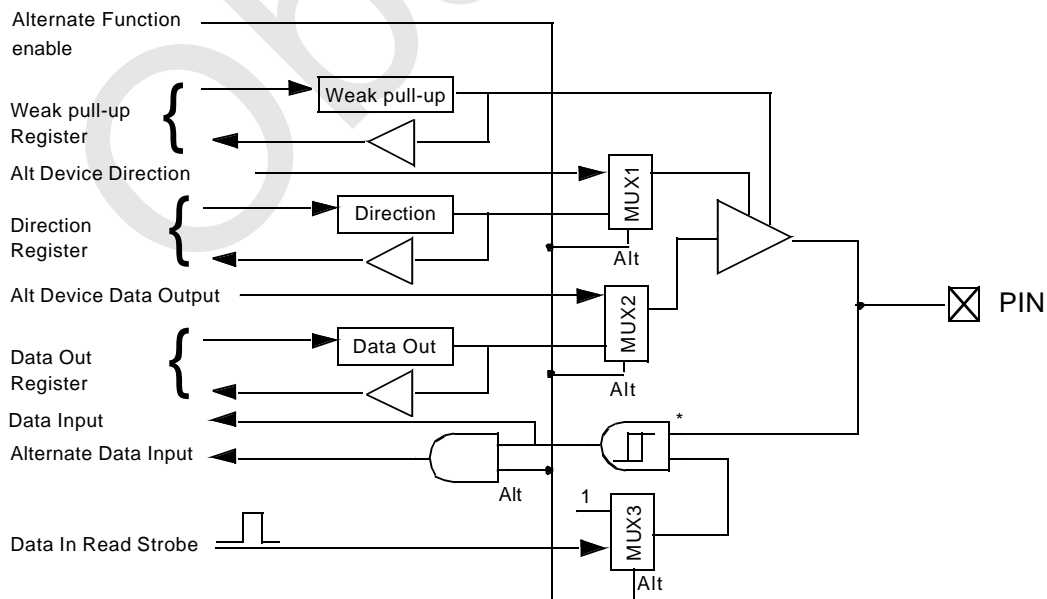 Alternate Function
enable
Weak pull-up
Weak pull-up
Register
Alt Device Direction
MUX1
Direction
Direction
Register
Alt
Alt Device Data Output
MUX2
PIN
Data Out
Data Out
Register
Alt
Data Input
*
Alternate Data Input
Alt
1
MUX3
Data In Read Strobe
Alt